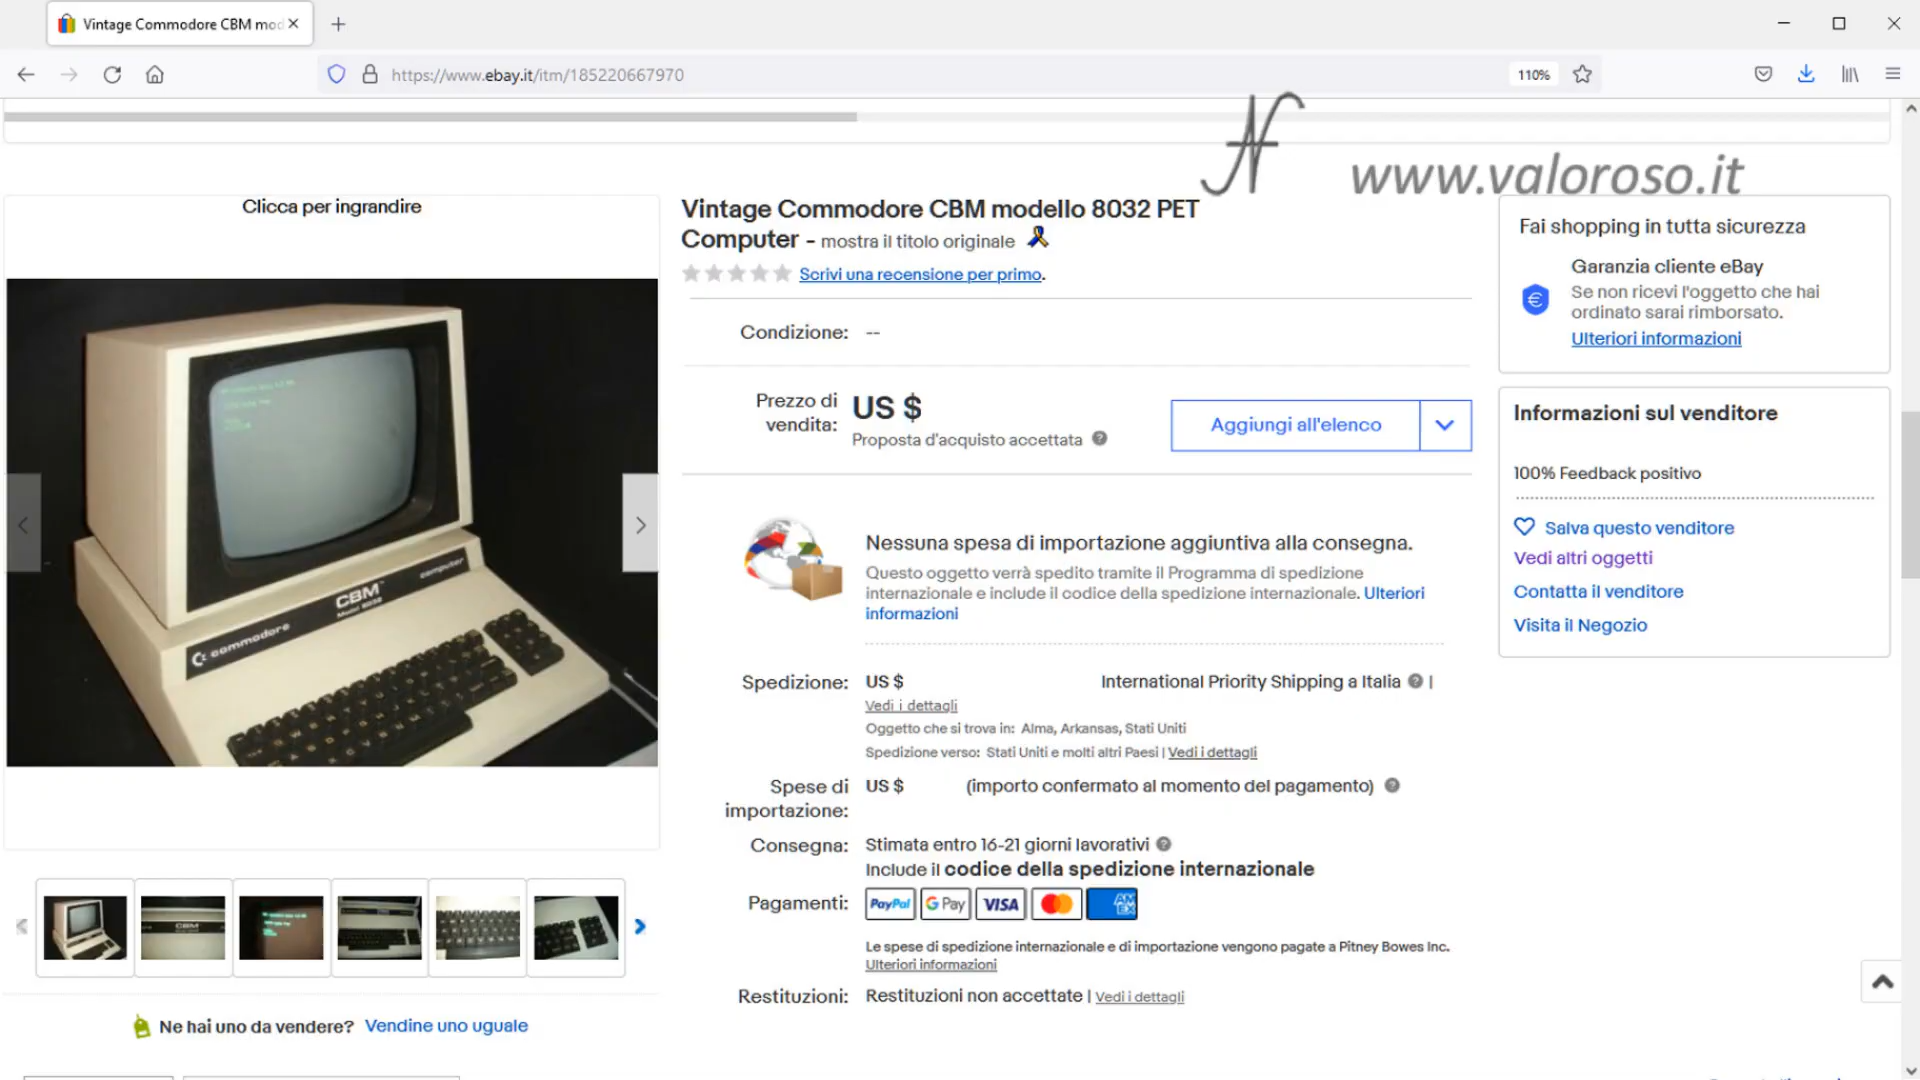 Vintage Commodore CBM mod
https://www.ebay.it/itm/185220667970
110%
www.valoroso.it
Clicca per ingrandire
Vintage Commodore CBM modello 8032 PET
Computer - mostra il titolo originale
Scrivi una recensione per primo.
Condizione: --
Prezzo di
vendita:
US $
Proposta d'acquisto accettata
Aggiungi all'elenco
Nessuna spesa di importazione aggiuntiva alla consegna.
Questo oggetto verrà spedito tramite il Programma di spedizione
internazionale e include il codice della spedizione internazionale. Ulteriori
informazioni
Spedizione: US $ International Priority Shipping a Italia |
Vedi i dettagli
Oggetto che si trova in: Alma, Arkansas, Stati Uniti
Spedizione verso: Stati Uniti e molti altri Paesi | Vedi i dettagli
Spese di
importazione:
US $ (importo confermato al momento del pagamento)
Consegna: Stimata entro 16-21 giorni lavorativi
Include il codice della spedizione internazionale
Pagamenti: PayPal G Pay VISA AMEX
Le spese di spedizione internazionale e di importazione vengono pagate a Pitney Bowes Inc.
Ulteriori informazioni
Restituzioni: Restituzioni non accettate | Vedi i dettagli
Fai shopping in tutta sicurezza
Garanzia cliente eBay
Se non ricevi l'oggetto che hai
ordinato sarai rimborsato.
Ulteriori informazioni
Informazioni sul venditore
100% Feedback positivo
Salva questo venditore
Vedi altri oggetti
Contatta il venditore
Visita il Negozio
commodore
CBM
Model 8032
computer
Ne hai uno da vendere? Vendine uno uguale